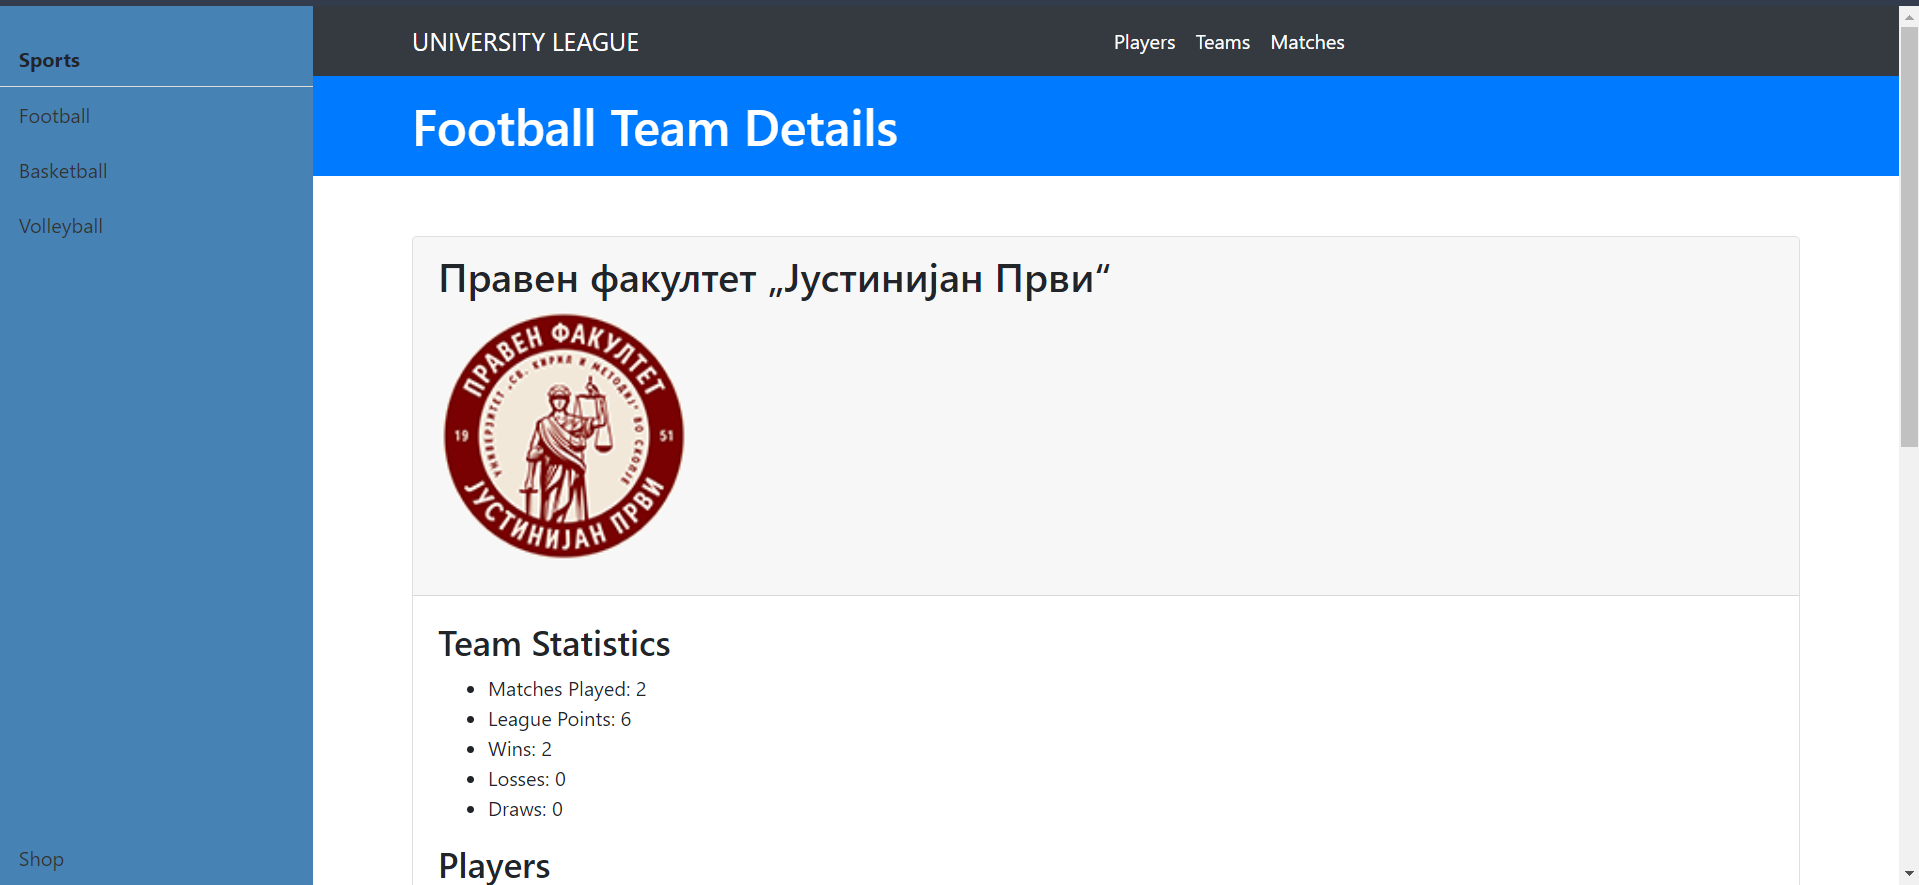 Sports
Football
Basketball
Volleyball
Shop
UNIVERSITY LEAGUE
Players Teams Matches
Football Team Details
Правен факултет „Јустинијан Први“
ПРАВЕН ФАКУЛТЕТ
УНИВЕРЗИТЕТ „СВ. КИРИЛ И МЕТОДИЈ“ ВО СКОПЈЕ
19 51
ЈУСТИНИЈАН ПРВИ
Team Statistics
Matches Played: 2
League Points: 6
Wins: 2
Losses: 0
Draws: 0
Players